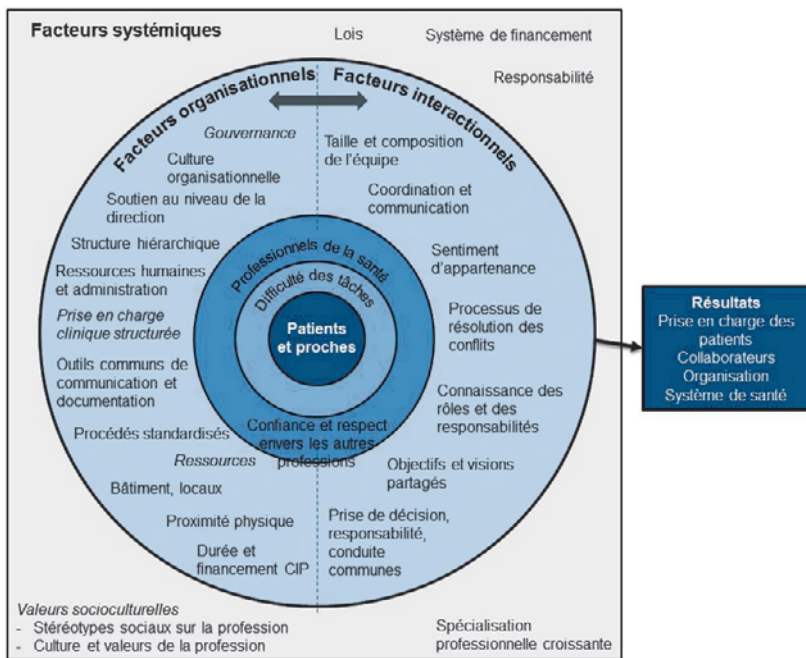 Facteurs systémiques
Lois
Système de financement
Responsabilité
Facteurs organisationnels
Facteurs interactionnels
Gouvernance
Culture
organisationnelle
Soutien au niveau de la
direction
Structure hiérarchique
Ressources humaines
et administration
Prise en charge
clinique structurée
Outils communs de
communication et
documentation
Procédés standardisés
Ressources
Bâtiment, locaux
Proximité physique
Durée et
financement CIP
Taille et composition
de l'équipe
Coordination et
communication
Sentiment
d'appartenance
Processus de
résolution des
conflits
Connaissance des
rôles et des
responsabilités
Objectifs et visions
partagés
Prise de décision,
responsabilité,
conduite
communes
Professionnels de la santé
Difficulté des tâches
Patients
et proches
Confiance et respect
envers les autres
professions
Résultats
Prise en charge des
patients
Collaborateurs
Organisation
Système de santé
Valeurs socioculturelles
- Stéréotypes sociaux sur la profession
- Culture et valeurs de la profession
Spécialisation
professionnelle croissante